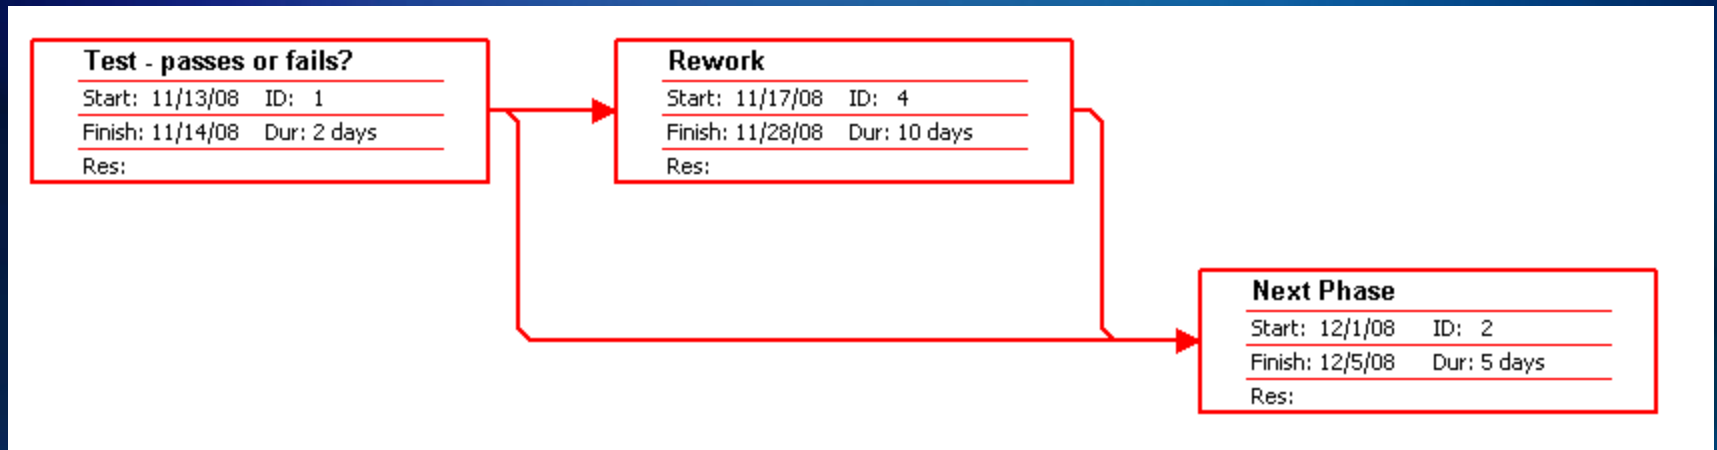 Test - passes or fails?
Start: 11/13/08 ID: 1
Finish: 11/14/08 Dur: 2 days
Res:
Rework
Start: 11/17/08 ID: 4
Finish: 11/28/08 Dur: 10 days
Res:
Next Phase
Start: 12/1/08 ID: 2
Finish: 12/5/08 Dur: 5 days
Res: